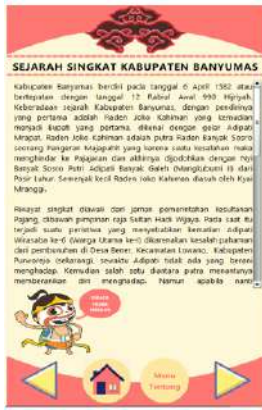 SEJARAH SINGKAT KABUPATEN BANYUMAS
Kabupaten Banyumas berdiri pada tanggal 6 April 1582 atau
bertepatan dengan tanggal 12 Rabiul Awal 990 Hijriyah.
Keberadaan sejarah Kabupaten Banyumas, dengan pendirinya
yang pertama adalah Raden Joko Kahiman yang kemudian
menjadi Bupati yang pertama, dikenal dengan gelar Adipati
Mrapat. Raden Joko Kahiman adalah putra Raden Banyak Sosro
seorang Pangeran Majapahit yang karena suatu kesalahan maka
menghindar ke Pajajaran dan akhirnya dijodohkan dengan Nyi
Banyak Sosro Putri Adipati Banyak Galeh (Mangkubumi II) dari
Pasir Luhur. Semenjak kecil Raden Joko Kahiman diasuh oleh Kyai
Mranggi.
Riwayat singkat diawali dari jaman pemerintahan kesultanan
Pajang, dibawah pimpinan raja Sultan Hadi Wijaya. Pada saat itu
terjadi suatu peristiwa yang menyebabkan kematian Adipati
Wirasaba ke-6 (Warga Utama ke-I) dikarenakan kesalah pahaman
dari pembunuhan di Desa Bener, Kecamatan Lowano, Kabupaten
Purworejo (sekarang), sewaktu Adipati tidak ada yang berani
menghadap. Kemudian salah satu diantara putra menantunya
memberanikan diri menghadap. Namun apabila nanti
Menu
Tentang